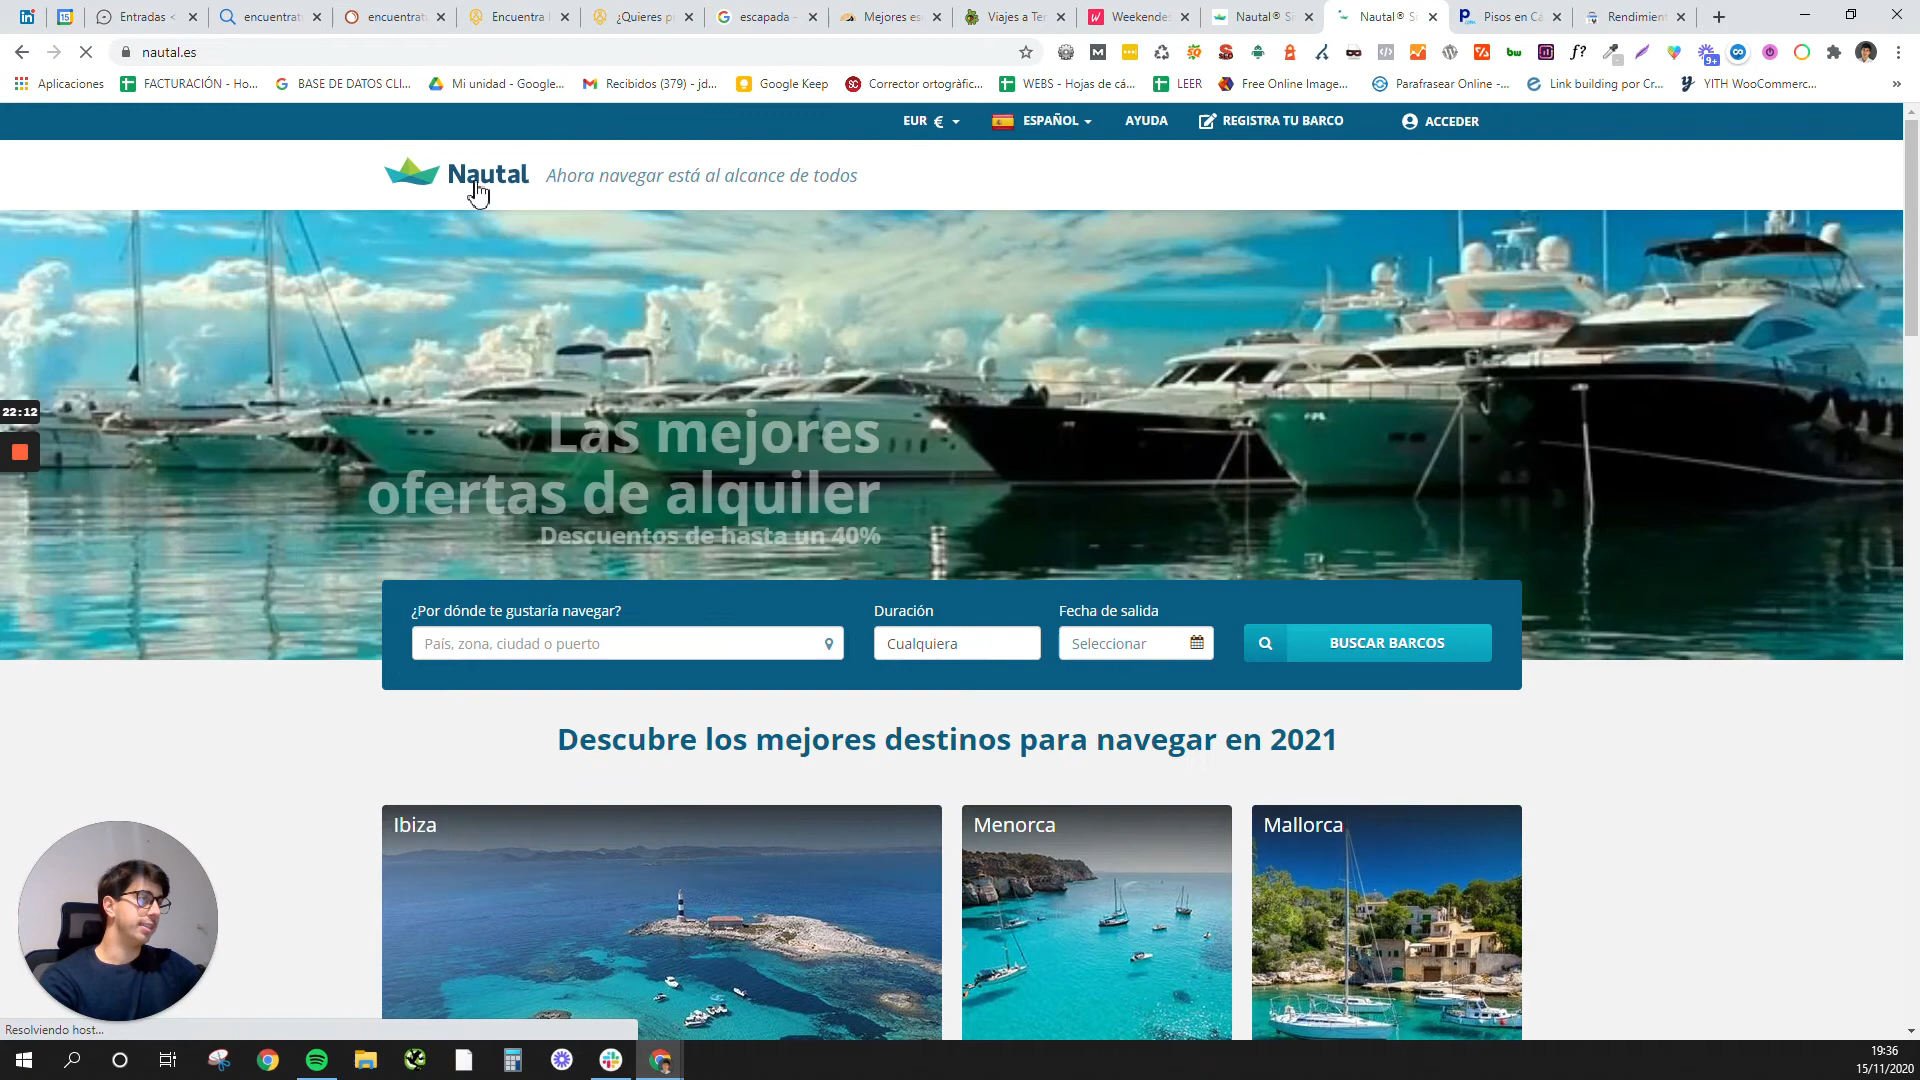 Entradas <
encuentrat
encuentrat
Encuentra
¿Quieres p
escapada -
Mejores es
Viajes a Ter
Weekende
Nautal® S
Nautal® S
Pisos en Cá
Rendimien
nautal.es
Aplicaciones
FACTURACIÓN - Ho...
BASE DE DATOS CLI...
Mi unidad - Google...
Recibidos (379) - jd...
Google Keep
Corrector ortogràfic...
WEBS - Hojas de cá...
LEER
Free Online Image...
Parafrasear Online -...
Link building por Cr...
YITH WooCommerc...
EUR €
ESPAÑOL
AYUDA
REGISTRA TU BARCO
ACCEDER
Nautal
Ahora navegar está al alcance de todos
22:12
Las mejores
ofertas de alquiler
Descuentos de hasta un 40%
¿Por dónde te gustaría navegar?
Duración
Fecha de salida
País, zona, ciudad o puerto
Cualquiera
Seleccionar
BUSCAR BARCOS
Descubre los mejores destinos para navegar en 2021
Ibiza
Menorca
Mallorca
Resolviendo host...
19:36
15/11/2020